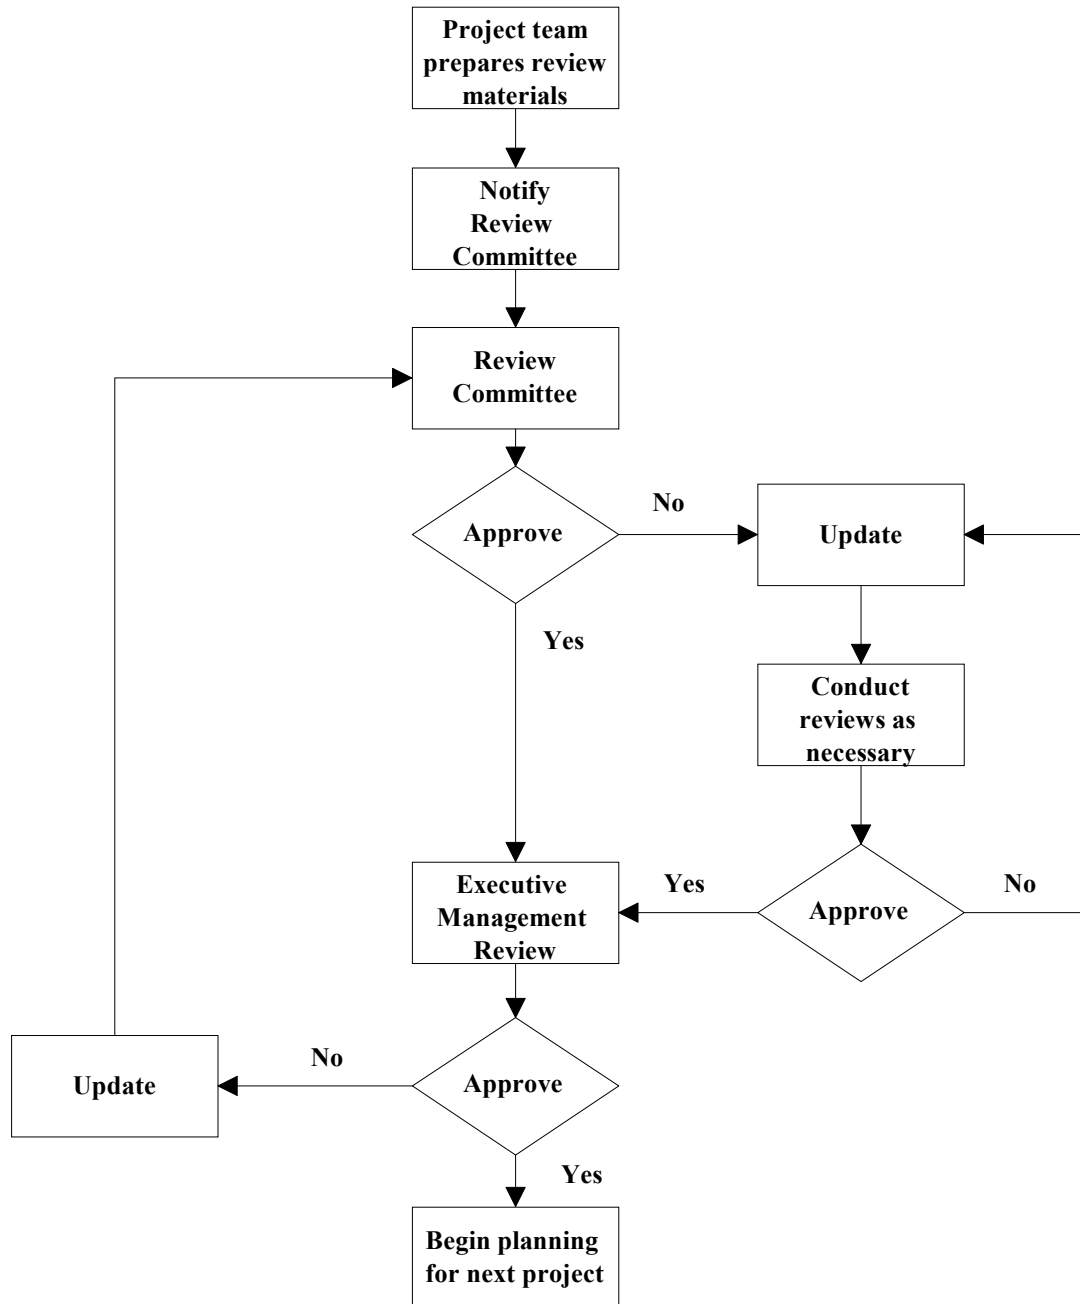 Project team
prepares review
materials
Notify
Review
Committee
Review
Committee
Approve
No
Update
Yes
Conduct
reviews as
necessary
Executive
Management
Review
Yes
Approve
No
Update
No
Approve
Yes
Begin planning
for next project